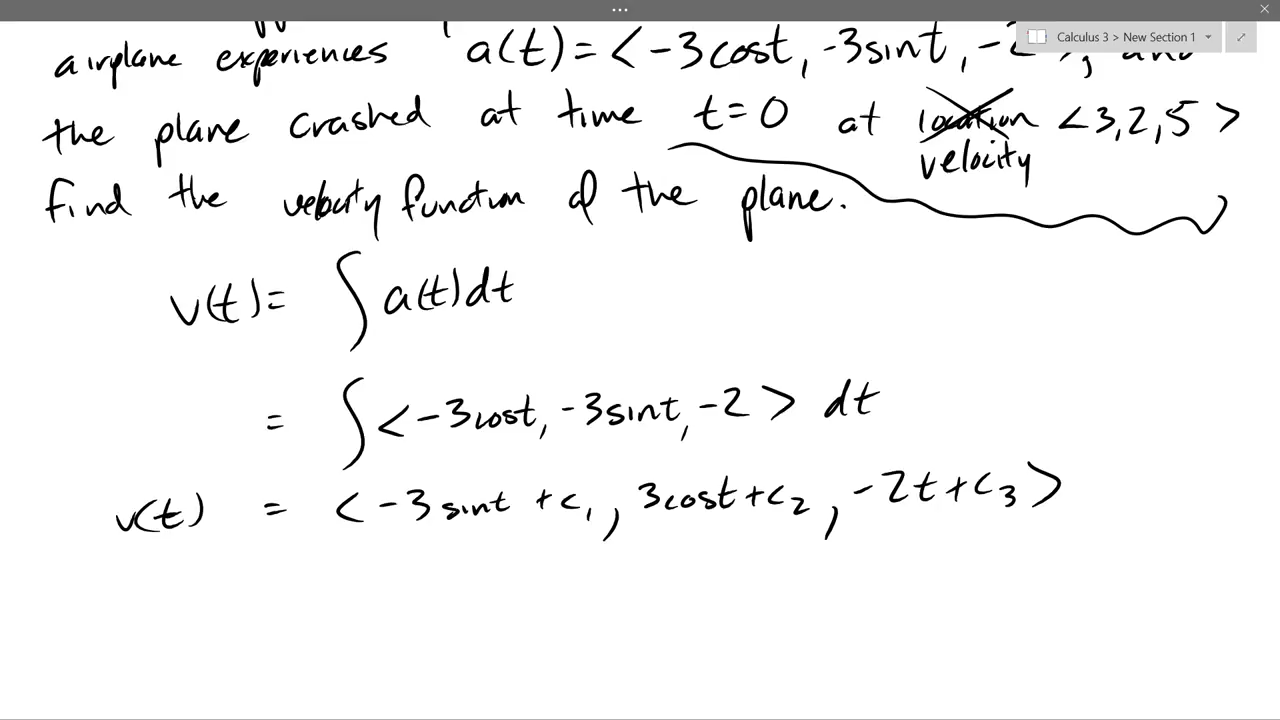 Calculus 3 > New Section 1
airplane experiences a(t) = < -3cost, -3sint, -2 >, and
the plane crashed at time t=0 at location < 3, 2, 5 >
velocity
find the velocity function of the plane.
v(t) = ∫ a(t) dt
= ∫ < -3cost, -3sint, -2 > dt
v(t) = < -3sint + c₁, 3cost + c₂, -2t + c₃ >